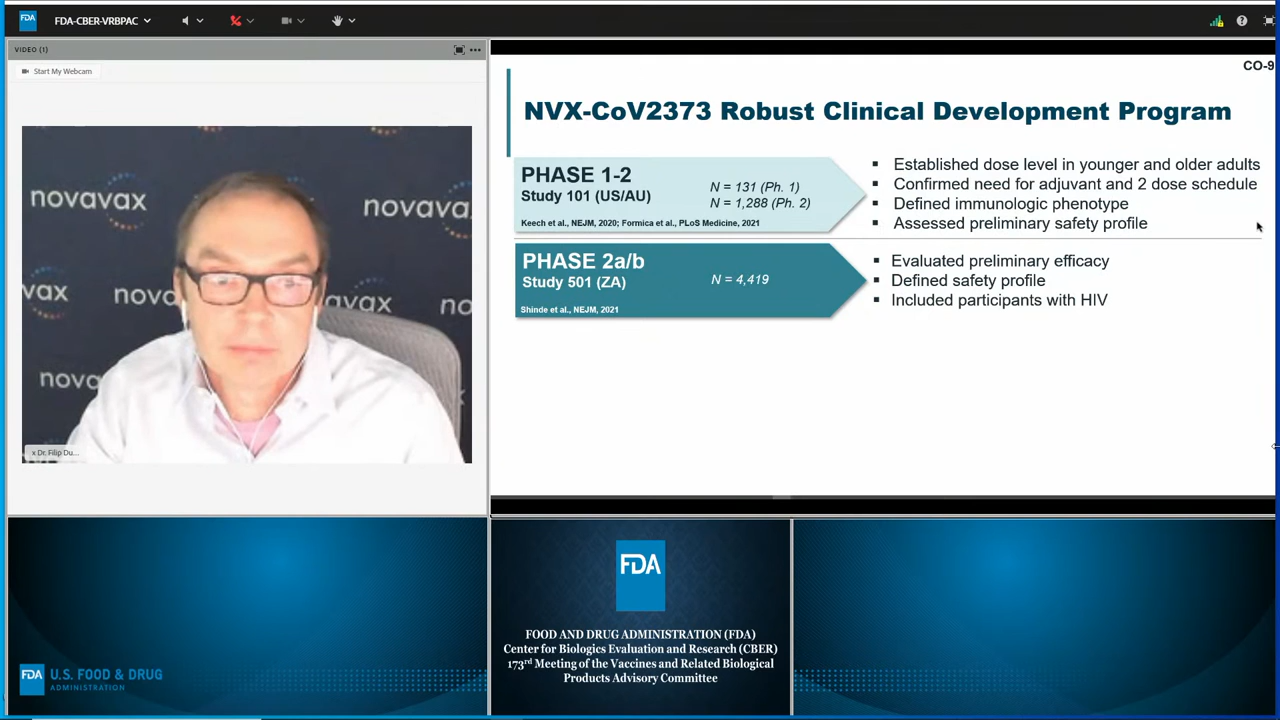 FDA
FDA-CBER-VRBPAC
VIDEO (1)
Start My Webcam
novavax
novavax
vax
nova
vax
novavax
novavax
x Dr. Filip Du...
CO-9
NVX-CoV2373 Robust Clinical Development Program
PHASE 1-2
Study 101 (US/AU)
N = 131 (Ph. 1)
N = 1,288 (Ph. 2)
Keech et al., NEJM, 2020; Formica et al., PLoS Medicine, 2021
▪ Established dose level in younger and older adults
▪ Confirmed need for adjuvant and 2 dose schedule
▪ Defined immunologic phenotype
▪ Assessed preliminary safety profile
PHASE 2a/b
Study 501 (ZA)
N = 4,419
Shinde et al., NEJM, 2021
▪ Evaluated preliminary efficacy
▪ Defined safety profile
▪ Included participants with HIV
FDA
U.S. FOOD & DRUG
ADMINISTRATION
FDA
FOOD AND DRUG ADMINISTRATION (FDA)
Center for Biologics Evaluation and Research (CBER)
173rd Meeting of the Vaccines and Related Biological
Products Advisory Committee